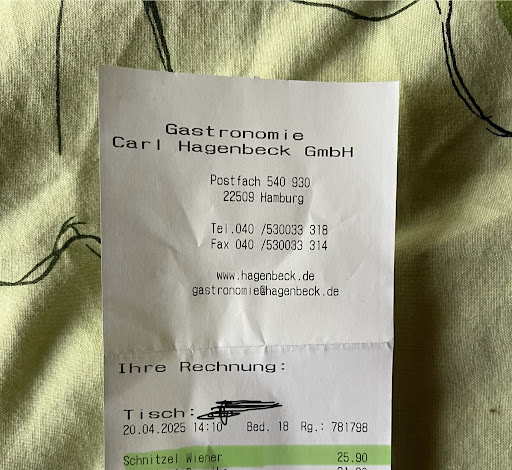 Gastronomie
Carl Hagenbeck GmbH
Postfach 540 930
22509 Hamburg
Tel.040 /530033 318
Fax 040 /530033 314
www.hagenbeck.de
gastronomie@hagenbeck.de
Ihre Rechnung:
Tisch:
20.04.2025 14:10 Bed. 18 Rg.: 781798
Schnitzel Wiener 25.90